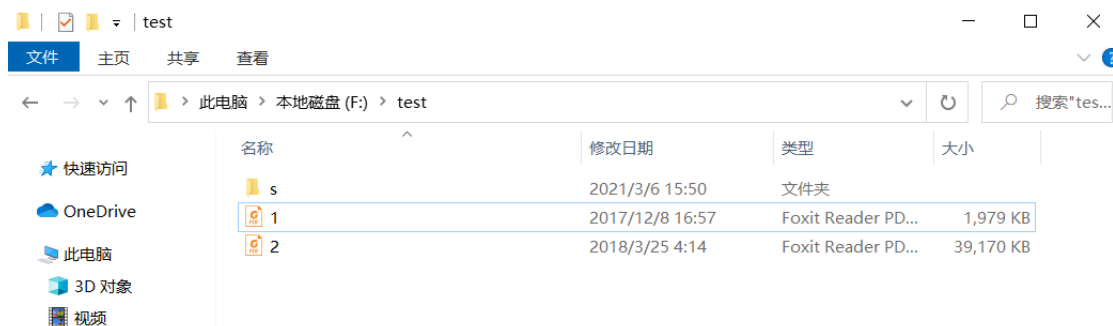 test
文件 主页 共享 查看
此电脑 本地磁盘 (F:) test 搜索"tes...
名称 修改日期 类型 大小
快速访问
s 2021/3/6 15:50 文件夹
OneDrive
1 2017/12/8 16:57 Foxit Reader PD... 1,979 KB
2 2018/3/25 4:14 Foxit Reader PD... 39,170 KB
此电脑
3D 对象
视频